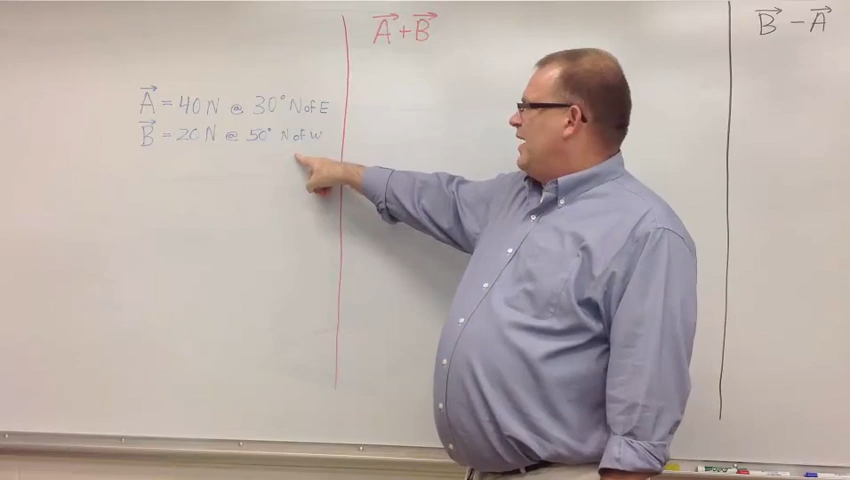 A⃗ + B⃗
B⃗ - A⃗
A⃗ = 40 N @ 30° N of E
B⃗ = 20 N @ 50° N of W